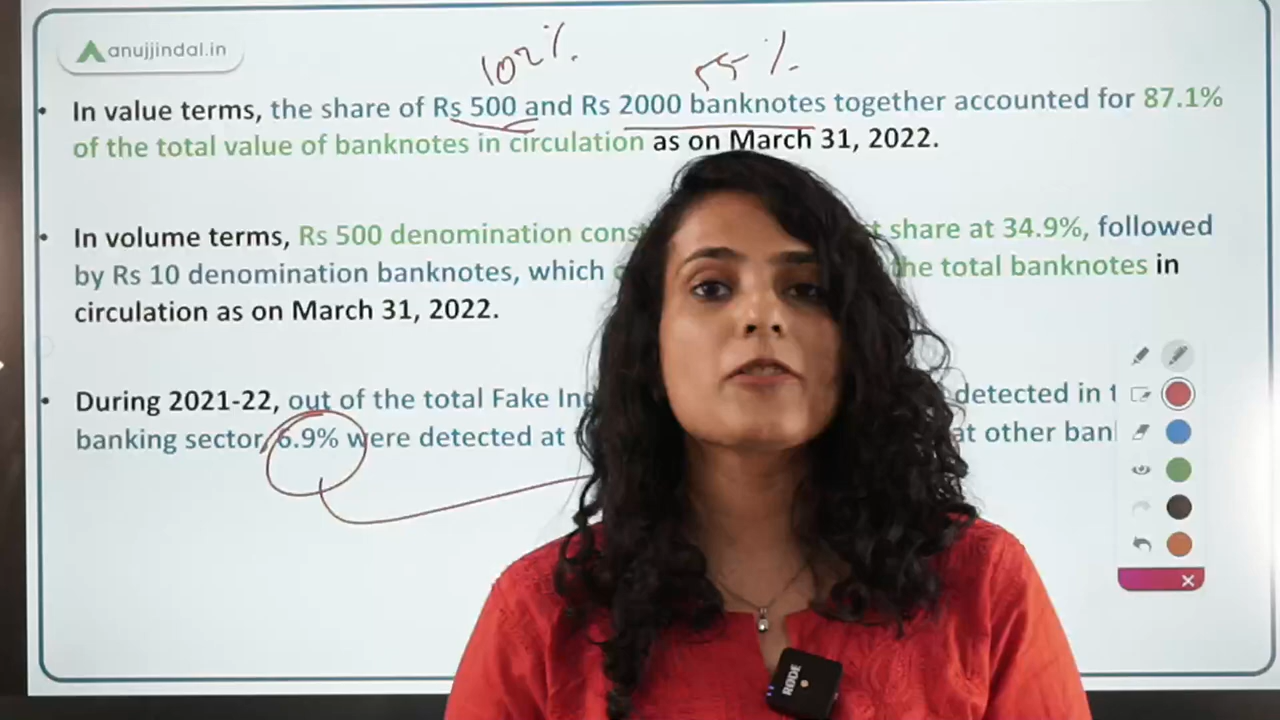 anujjindal.in
102%.
55%.
In value terms, the share of Rs 500 and Rs 2000 banknotes together accounted for 87.1%
of the total value of banknotes in circulation as on March 31, 2022.
In volume terms, Rs 500 denomination share at 34.9%, followed
by Rs 10 denomination banknotes, which the total banknotes in
circulation as on March 31, 2022.
During 2021-22, out of the total Fake detected in
banking sector, 6.9% were detected at at other
RODE